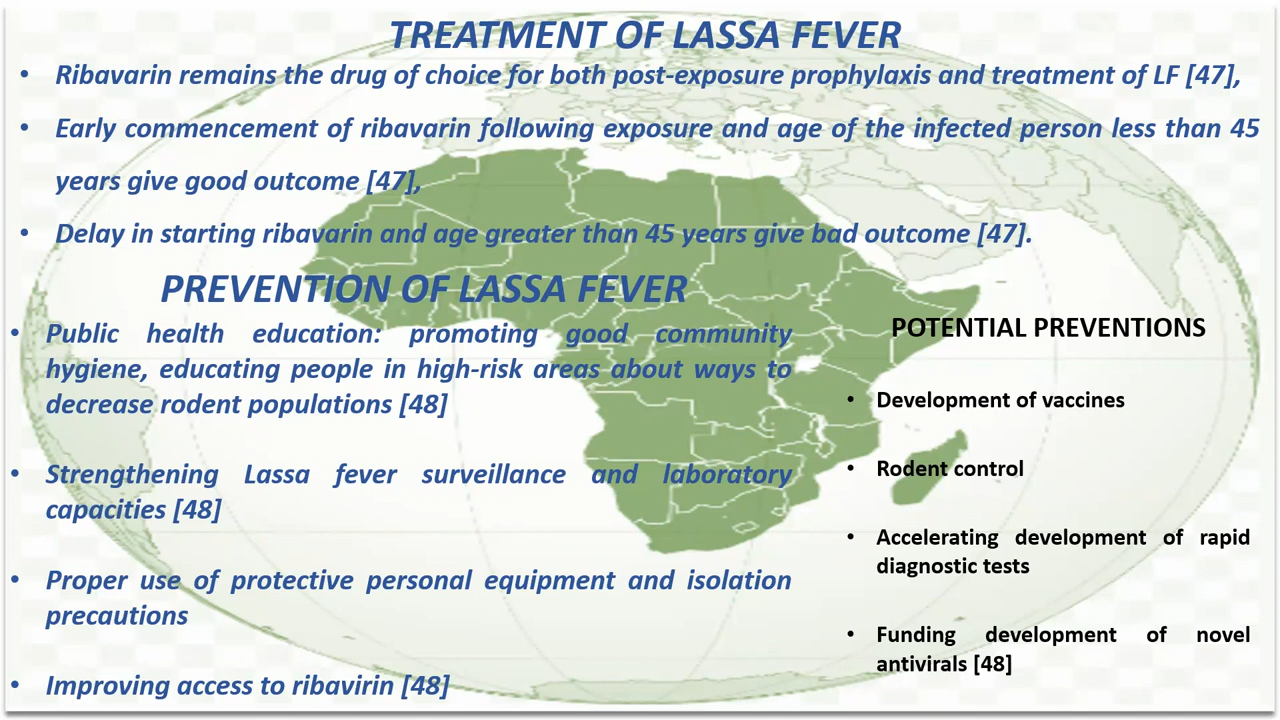 TREATMENT OF LASSA FEVER
• Ribavarin remains the drug of choice for both post-exposure prophylaxis and treatment of LF [47],
• Early commencement of ribavarin following exposure and age of the infected person less than 45
years give good outcome [47],
• Delay in starting ribavarin and age greater than 45 years give bad outcome [47].
PREVENTION OF LASSA FEVER
• Public health education: promoting good community
hygiene, educating people in high-risk areas about ways to
decrease rodent populations [48]
• Strengthening Lassa fever surveillance and laboratory
capacities [48]
• Proper use of protective personal equipment and isolation
precautions
• Improving access to ribavirin [48]
POTENTIAL PREVENTIONS
• Development of vaccines
• Rodent control
• Accelerating development of rapid
diagnostic tests
• Funding development of novel
antivirals [48]